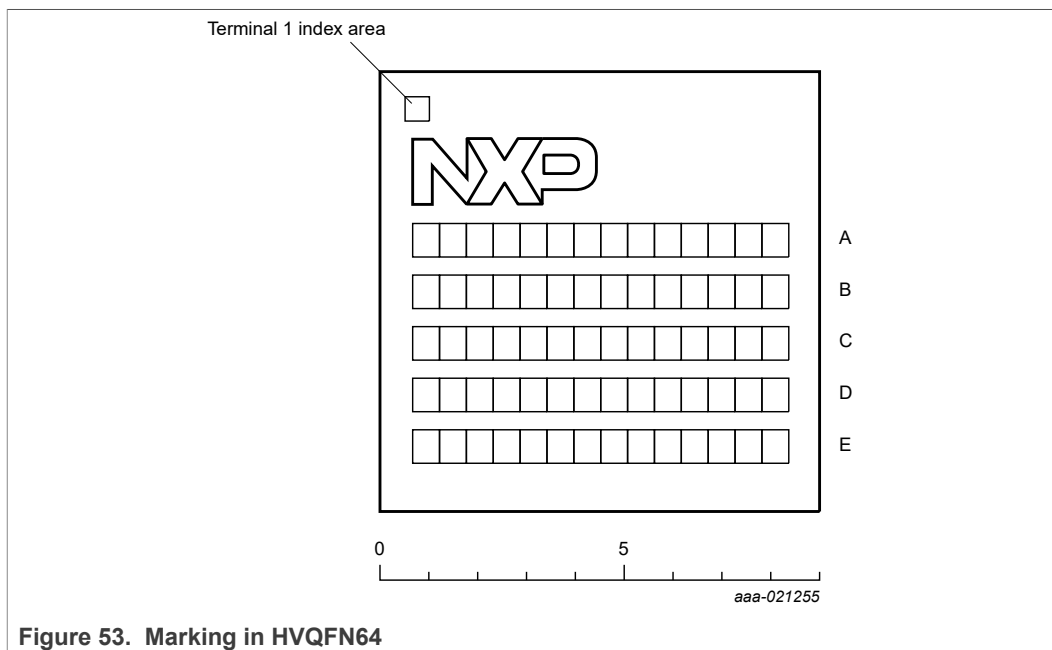 Terminal 1 index area
NXP
A
B
C
D
E
0 5
aaa-021255
Figure 53. Marking in HVQFN64